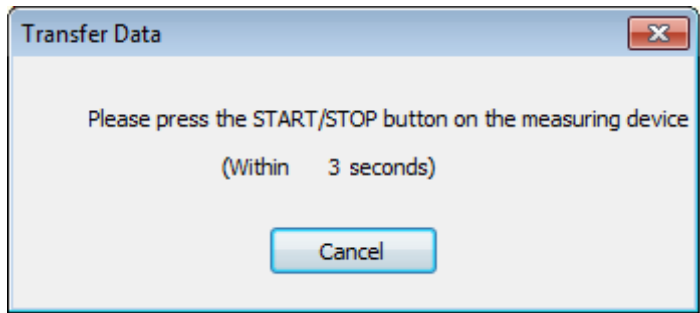 Transfer Data
Please press the START/STOP button on the measuring device
(Within 3 seconds)
Cancel